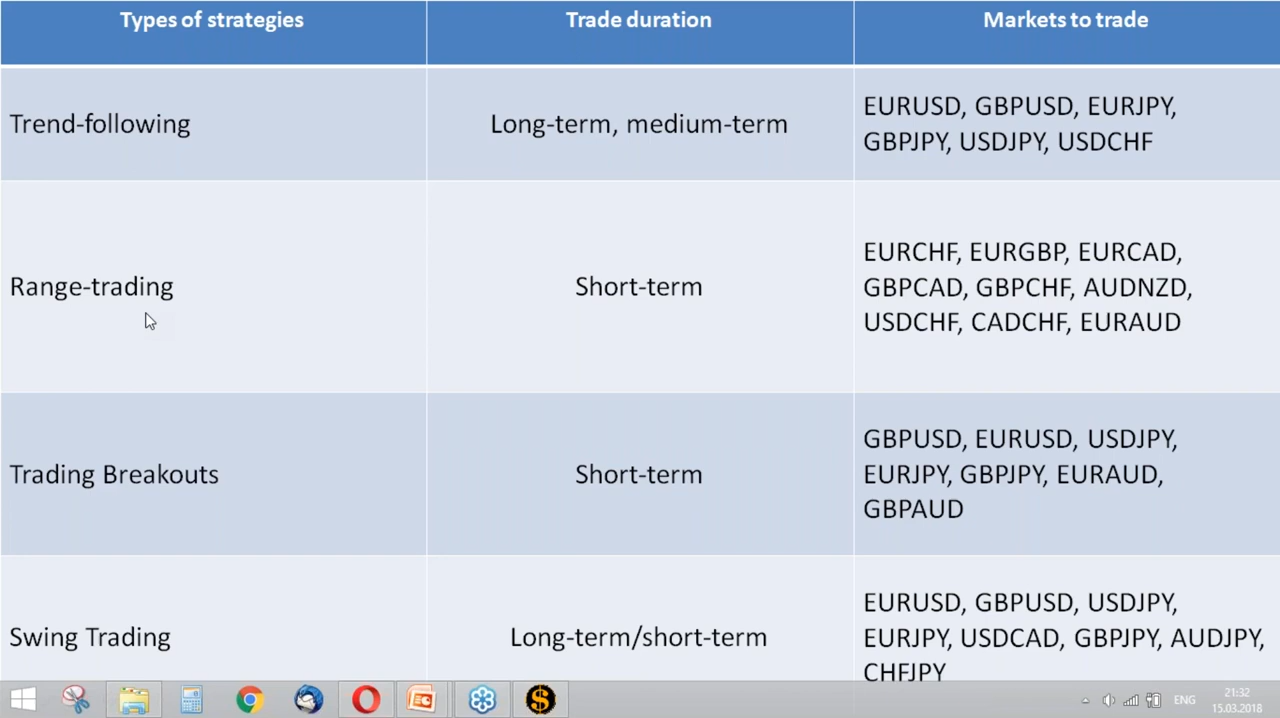 Types of strategies
Trade duration
Markets to trade
Trend-following
Long-term, medium-term
EURUSD, GBPUSD, EURJPY,
GBPJPY, USDJPY, USDCHF
Range-trading
Short-term
EURCHF, EURGBP, EURCAD,
GBPCAD, GBPCHF, AUDNZD,
USDCHF, CADCHF, EURAUD
Trading Breakouts
Short-term
GBPUSD, EURUSD, USDJPY,
EURJPY, GBPJPY, EURAUD,
GBPAUD
Swing Trading
Long-term/short-term
EURUSD, GBPUSD, USDJPY,
EURJPY, USDCAD, GBPJPY, AUDJPY,
CHFJPY
ENG
21:32
15.03.2018